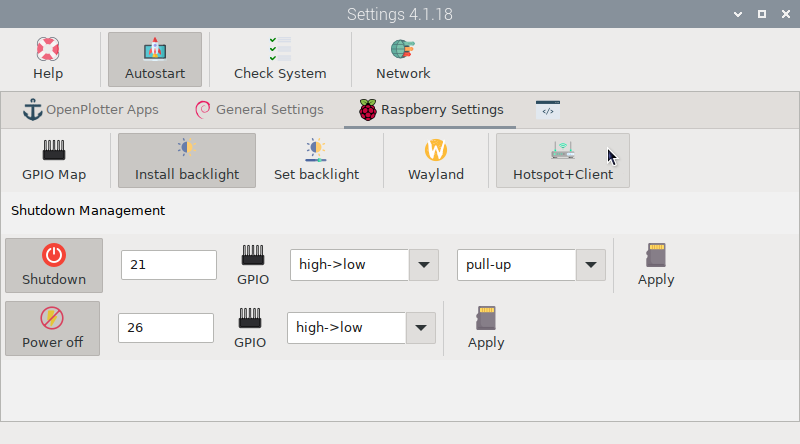 Settings 4.1.18
Help
Autostart
Check System
Network
OpenPlotter Apps
General Settings
Raspberry Settings
</>
GPIO Map
Install backlight
Set backlight
Wayland
Hotspot+Client
Shutdown Management
Shutdown
21
GPIO
high->low
pull-up
Apply
Power off
26
GPIO
high->low
Apply